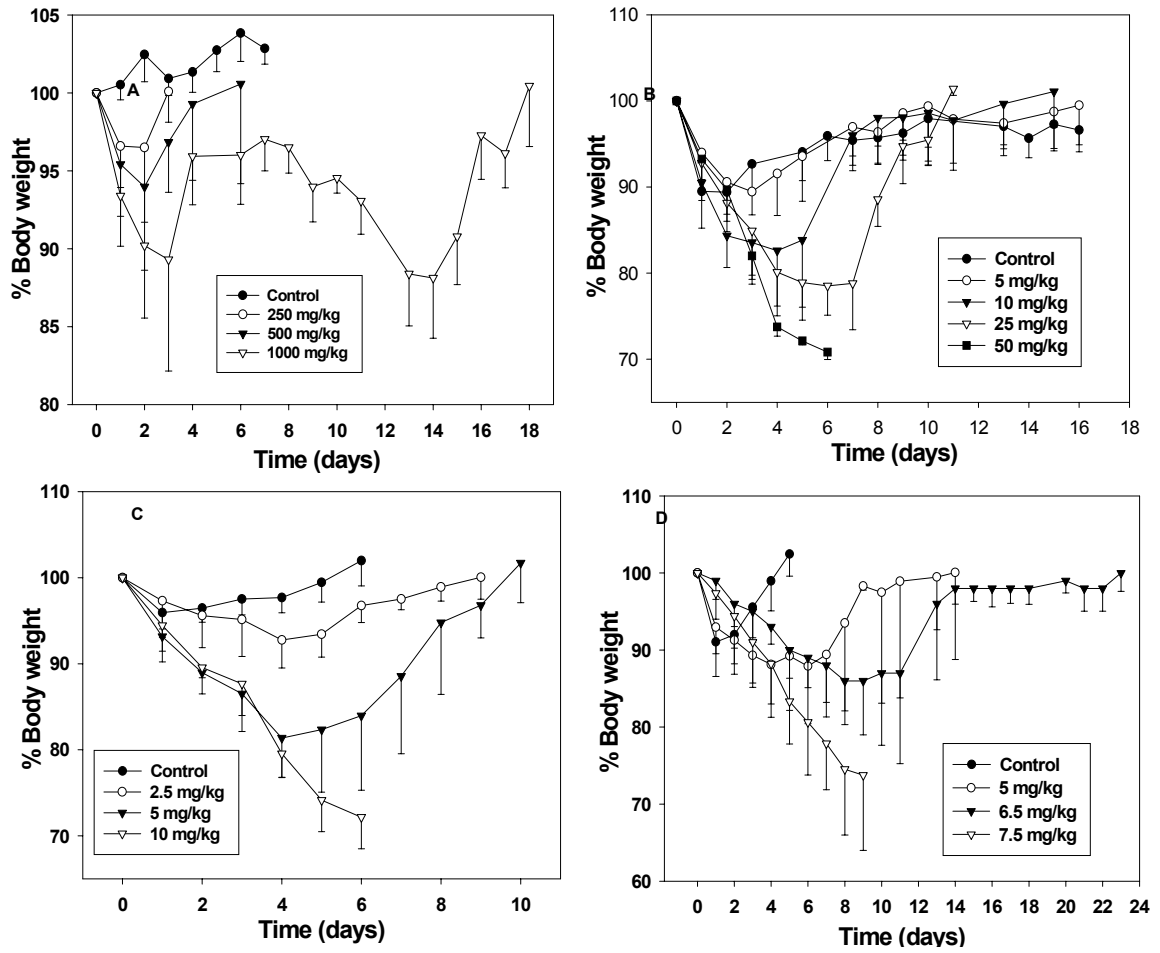 105
100
95
90
85
80
% Body weight
A
Control
250 mg/kg
500 mg/kg
1000 mg/kg
0 2 4 6 8 10 12 14 16 18
Time (days)
110
100
90
80
70
% Body weight
B
Control
5 mg/kg
10 mg/kg
25 mg/kg
50 mg/kg
0 2 4 6 8 10 12 14 16 18
Time (days)
110
100
90
80
70
% Body weight
C
Control
2.5 mg/kg
5 mg/kg
10 mg/kg
0 2 4 6 8 10
Time (days)
110
100
90
80
70
60
% Body weight
D
Control
5 mg/kg
6.5 mg/kg
7.5 mg/kg
0 2 4 6 8 10 12 14 16 18 20 22 24
Time (days)